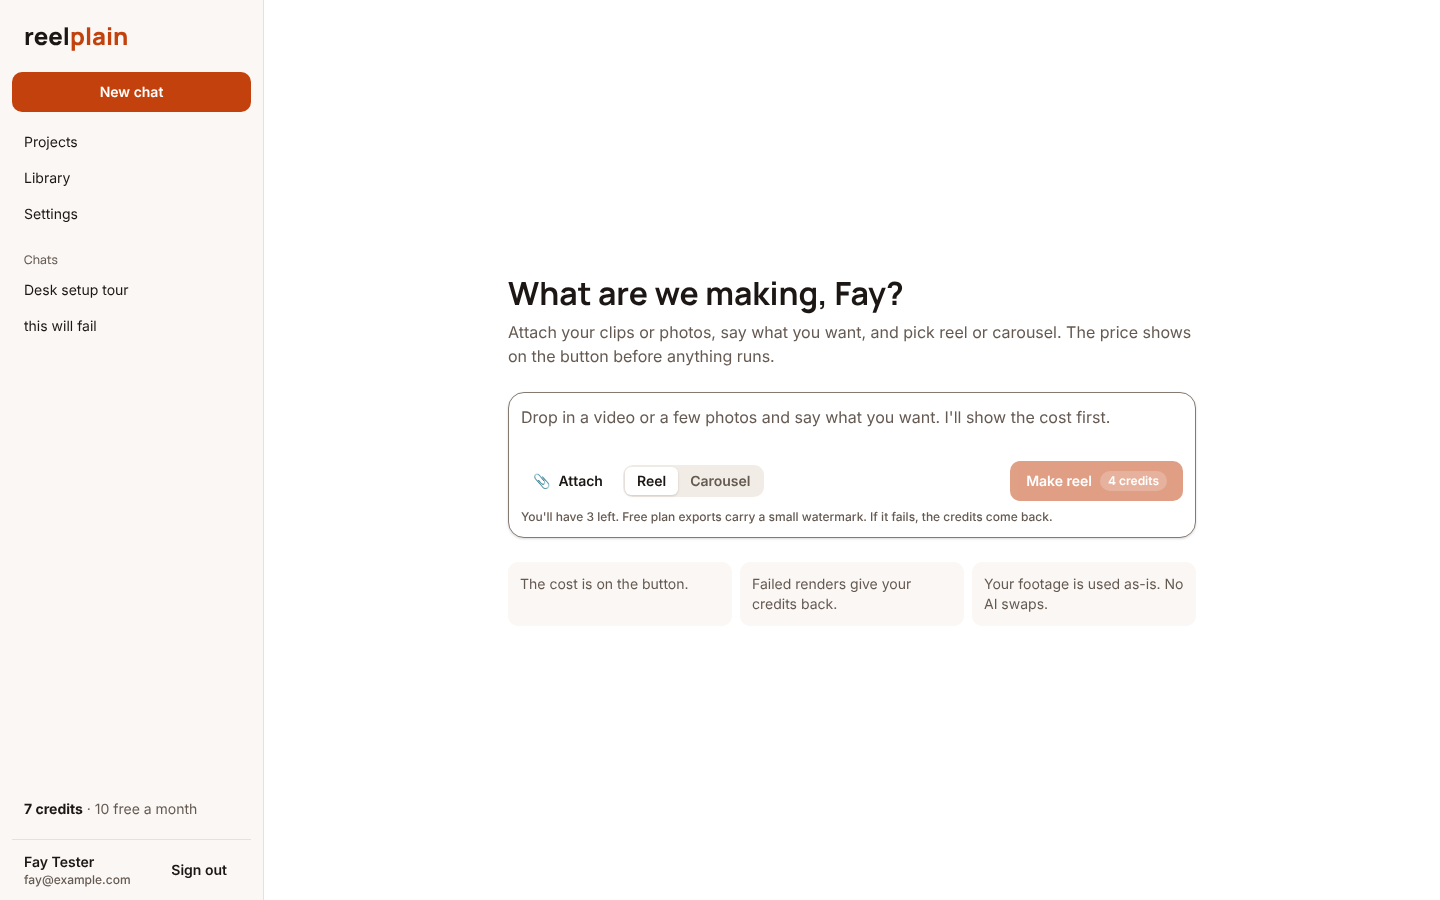 reelplain
New chat
Projects
Library
Settings
Chats
Desk setup tour
this will fail
7 credits · 10 free a month
Fay Tester
fay@example.com
Sign out
What are we making, Fay?
Attach your clips or photos, say what you want, and pick reel or carousel. The price shows
on the button before anything runs.
Drop in a video or a few photos and say what you want. I'll show the cost first.
Attach
Reel
Carousel
Make reel 4 credits
You'll have 3 left. Free plan exports carry a small watermark. If it fails, the credits come back.
The cost is on the button.
Failed renders give your
credits back.
Your footage is used as-is. No
AI swaps.